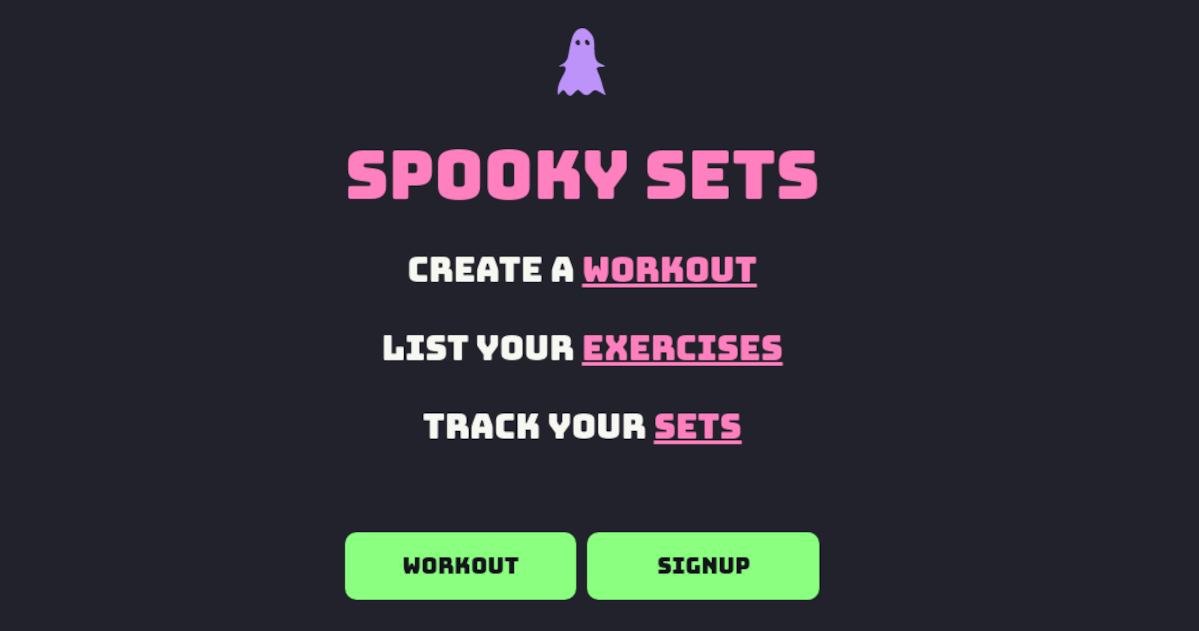 SPOOKY SETS
CREATE A WORKOUT
LIST YOUR EXERCISES
TRACK YOUR SETS
WORKOUT
SIGNUP